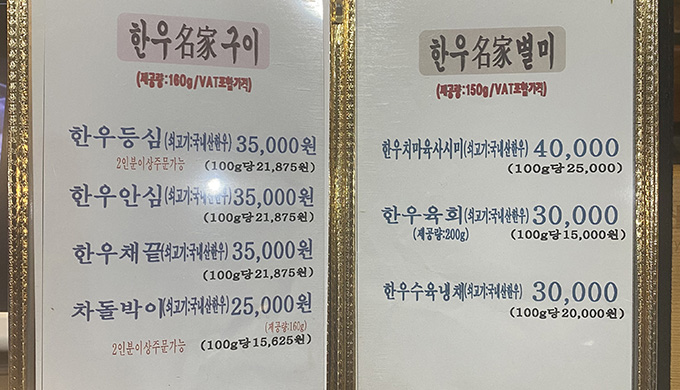 한우名家구이
(제공량:160g/VAT포함가격)
한우등심(쇠고기:국내산한우) 35,000원
2인분이상주문가능 (100g당 21,875원)
한우안심(쇠고기:국내산한우) 35,000원
(100g당 21,875원)
한우채끝(쇠고기:국내산한우) 35,000원
(100g당 21,875원)
차돌박이(쇠고기:국내산한우) 25,000원
(제공량:160g)
2인분이상주문가능 (100g당 15,625원)
한우名家별미
(제공량:150g/VAT포함가격)
한우치마육사시미(쇠고기:국내산한우) 40,000
(100g당 25,000)
한우육회(쇠고기:국내산한우) 30,000
(제공량:200g) (100g당 15,000원)
한우수육냉채(쇠고기:국내산한우) 30,000
(100g당 20,000원)